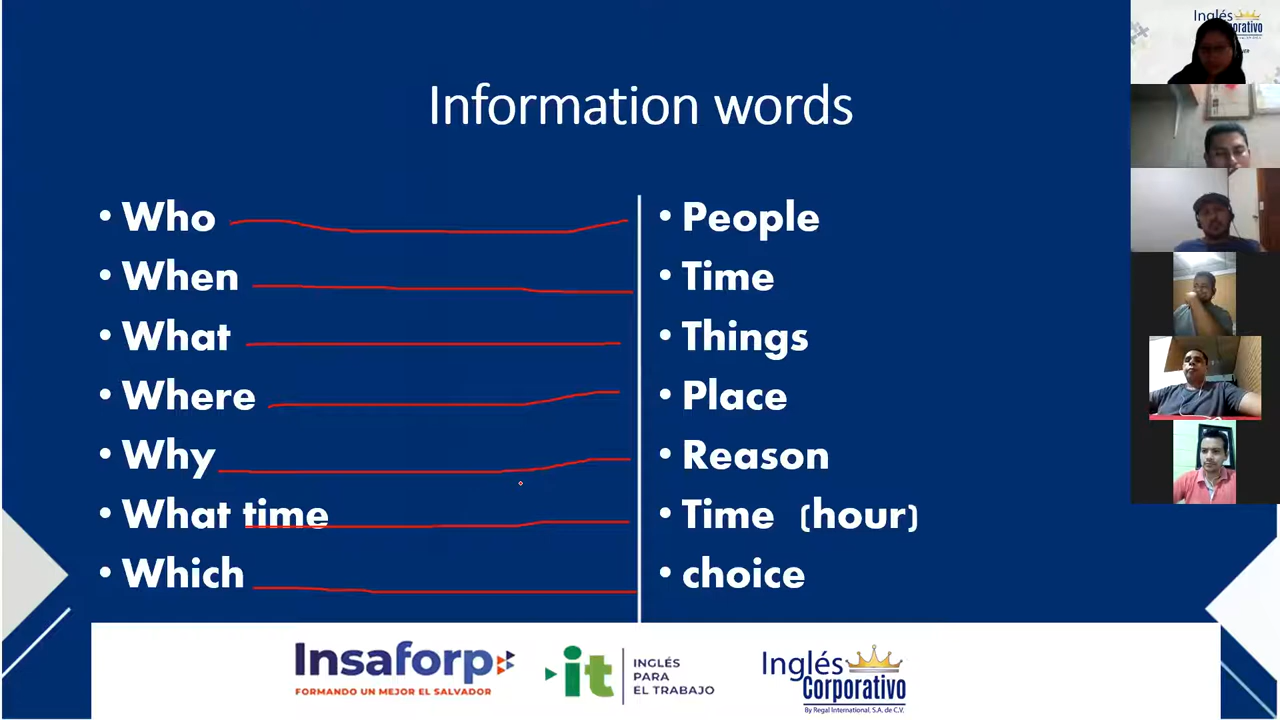 Information words
• Who
• When
• What
• Where
• Why
• What time
• Which
• People
• Time
• Things
• Place
• Reason
• Time (hour)
• choice
Insaforp
FORMANDO UN MEJOR EL SALVADOR
it
INGLÉS
PARA
EL TRABAJO
Inglés
Corporativo
By Regal International, S.A. de C.V.
Inglés